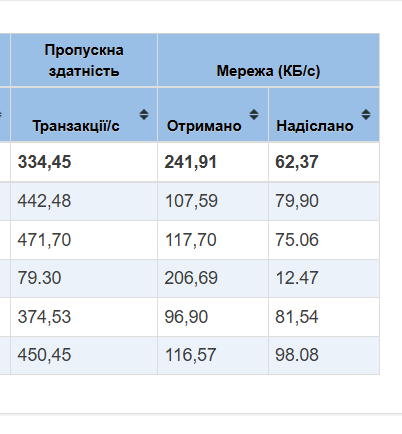 Пропускна
здатність
Мережа (КБ/с)
Транзакції/с Отримано Надіслано
334,45 241,91 62,37
442,48 107,59 79,90
471,70 117,70 75.06
79.30 206,69 12.47
374,53 96,90 81,54
450,45 116,57 98.08